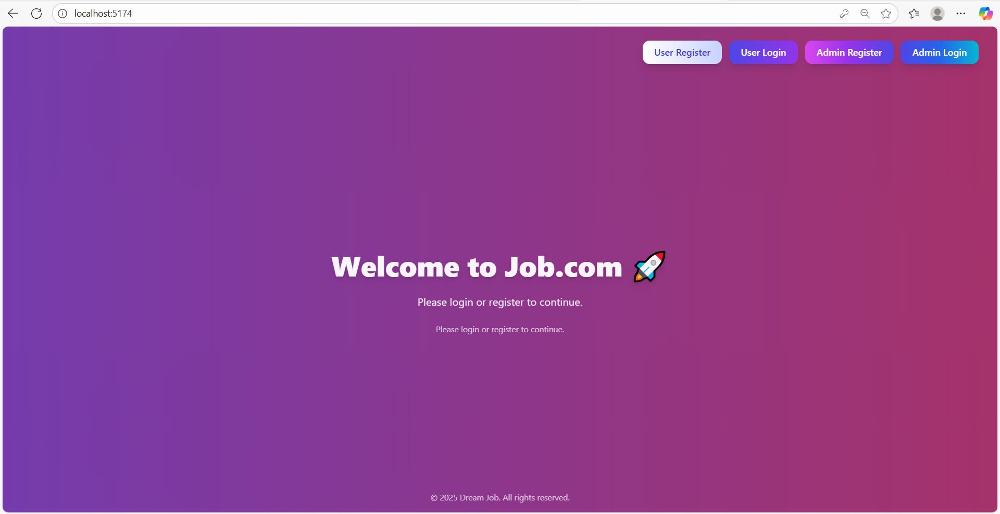 localhost:5174
User Register User Login Admin Register Admin Login
Welcome to Job.com 🚀
Please login or register to continue.
Please login or register to continue.
© 2025 Dream Job. All rights reserved.